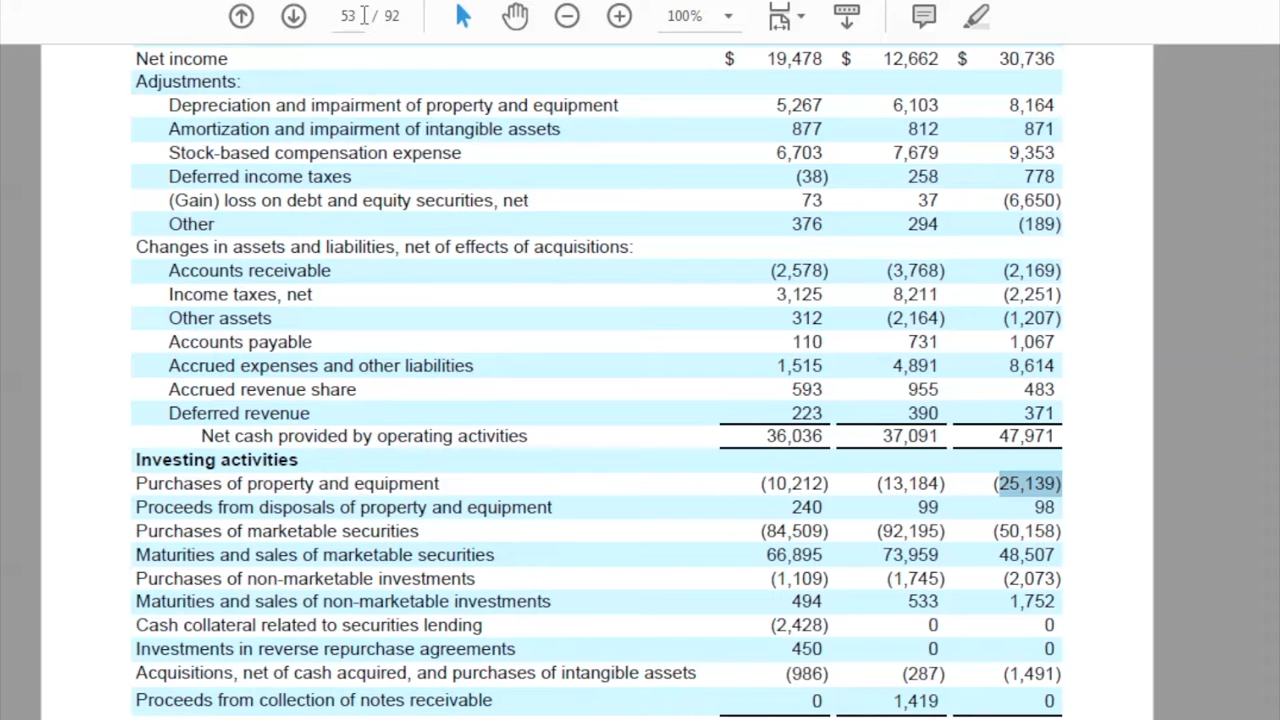 53 / 92 100%
Net income $ 19,478 $ 12,662 $ 30,736
Adjustments:
Depreciation and impairment of property and equipment 5,267 6,103 8,164
Amortization and impairment of intangible assets 877 812 871
Stock-based compensation expense 6,703 7,679 9,353
Deferred income taxes (38) 258 778
(Gain) loss on debt and equity securities, net 73 37 (6,650)
Other 376 294 (189)
Changes in assets and liabilities, net of effects of acquisitions:
Accounts receivable (2,578) (3,768) (2,169)
Income taxes, net 3,125 8,211 (2,251)
Other assets 312 (2,164) (1,207)
Accounts payable 110 731 1,067
Accrued expenses and other liabilities 1,515 4,891 8,614
Accrued revenue share 593 955 483
Deferred revenue 223 390 371
Net cash provided by operating activities 36,036 37,091 47,971
Investing activities
Purchases of property and equipment (10,212) (13,184) (25,139)
Proceeds from disposals of property and equipment 240 99 98
Purchases of marketable securities (84,509) (92,195) (50,158)
Maturities and sales of marketable securities 66,895 73,959 48,507
Purchases of non-marketable investments (1,109) (1,745) (2,073)
Maturities and sales of non-marketable investments 494 533 1,752
Cash collateral related to securities lending (2,428) 0 0
Investments in reverse repurchase agreements 450 0 0
Acquisitions, net of cash acquired, and purchases of intangible assets (986) (287) (1,491)
Proceeds from collection of notes receivable 0 1,419 0